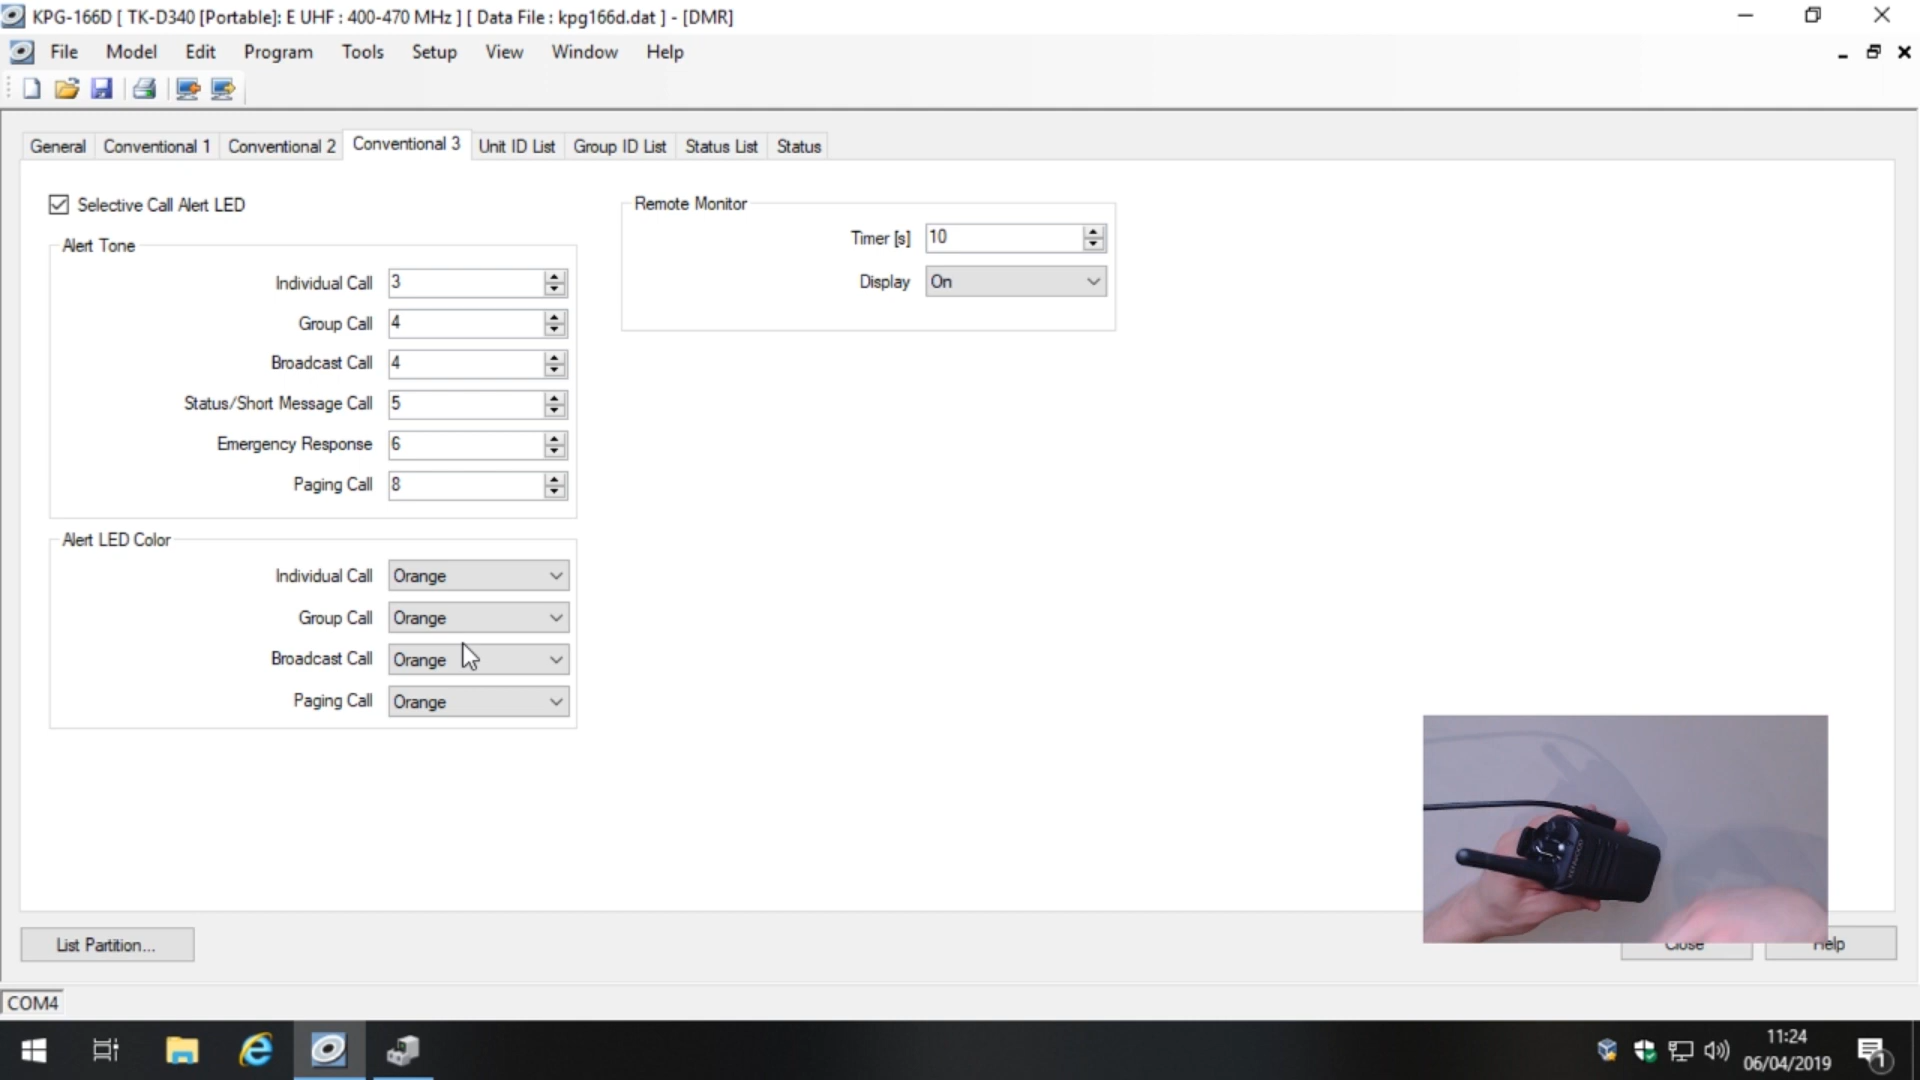 KPG-166D [ TK-D340 [Portable]: E UHF : 400-470 MHz ] [ Data File : kpg166d.dat ] - [DMR]
File Model Edit Program Tools Setup View Window Help
General Conventional 1 Conventional 2 Conventional 3 Unit ID List Group ID List Status List Status
Selective Call Alert LED
Alert Tone
Individual Call 3
Group Call 4
Broadcast Call 4
Status/Short Message Call 5
Emergency Response 6
Paging Call 8
Alert LED Color
Individual Call Orange
Group Call Orange
Broadcast Call Orange
Paging Call Orange
Remote Monitor
Timer [s] 10
Display On
KENWOOD
List Partition...
Close Help
COM4
11:24
06/04/2019
1